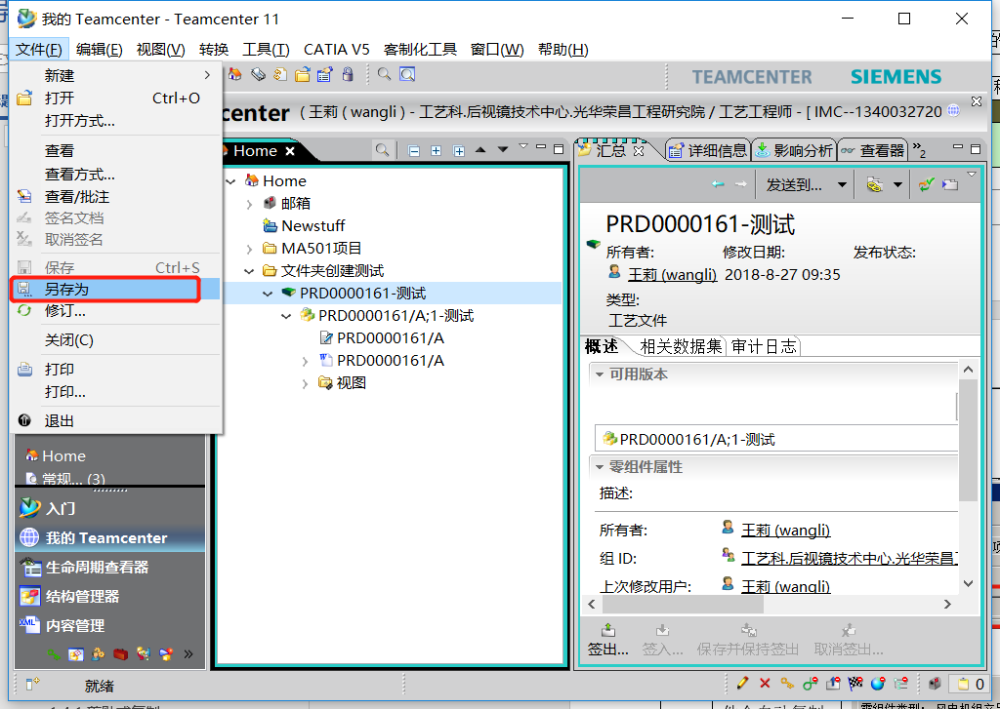 我的 Teamcenter - Teamcenter 11
文件(F) 编辑(E) 视图(V) 转换 工具(T) CATIA V5 客制化工具 窗口(W) 帮助(H)
新建
打开 Ctrl+O
打开方式...
查看
查看方式...
查看/批注
签名文档
取消签名
保存 Ctrl+S
另存为
修订...
关闭(C)
打印
打印...
退出
TEAMCENTER SIEMENS
center ( 王莉 ( wangli ) - 工艺科.后视镜技术中心.光华荣昌工程研究院 / 工艺工程师 - [ IMC--1340032720
Home
Home
邮箱
Newstuff
MA501项目
文件夹创建测试
PRD0000161-测试
PRD0000161/A;1-测试
PRD0000161/A
PRD0000161/A
视图
汇总 详细信息 影响分析 查看器 »2
发送到...
PRD0000161-测试
所有者: 修改日期: 发布状态:
王莉 (wangli) 2018-8-27 09:35
类型:
工艺文件
概述 相关数据集 审计日志
可用版本
PRD0000161/A;1-测试
零组件属性
描述:
所有者: 王莉 (wangli)
组 ID: 工艺科.后视镜技术中心.光华荣昌
上次修改用户: 王莉 (wangli)
签出... 签入... 保存并保持签出 取消签出...
Home
常规... (3)
入门
我的 Teamcenter
生命周期查看器
结构管理器
内容管理
»
就绪
0